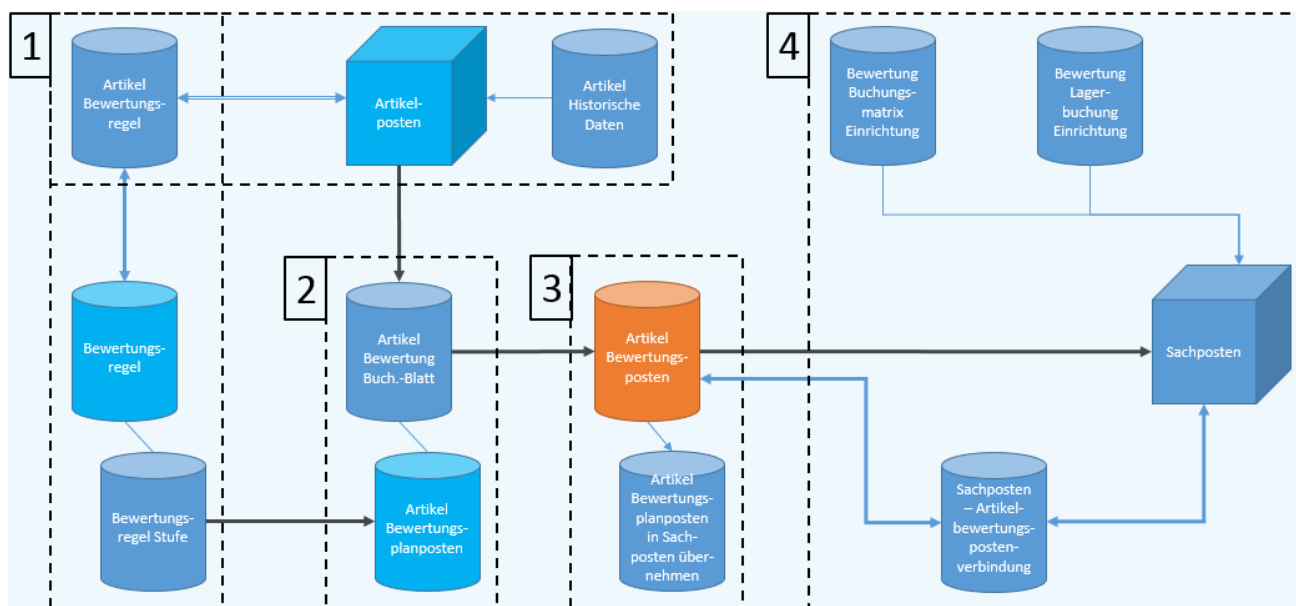 1
Artikel
Bewertungs-
regel
Artikel-
posten
Artikel
Historische
Daten
4
Bewertung
Buchungs-
matrix
Einrichtung
Bewertung
Lager-
buchung
Einrichtung
Bewertungs-
regel
Bewertungs-
regel Stufe
2
Artikel
Bewertung
Buch.-Blatt
Artikel
Bewertungs-
planposten
3
Artikel
Bewertungs-
posten
Artikel
Bewertungs-
planposten
in Sach-
posten über-
nehmen
Sachposten
Sachposten
– Artikel-
bewertungs-
posten-
verbindung